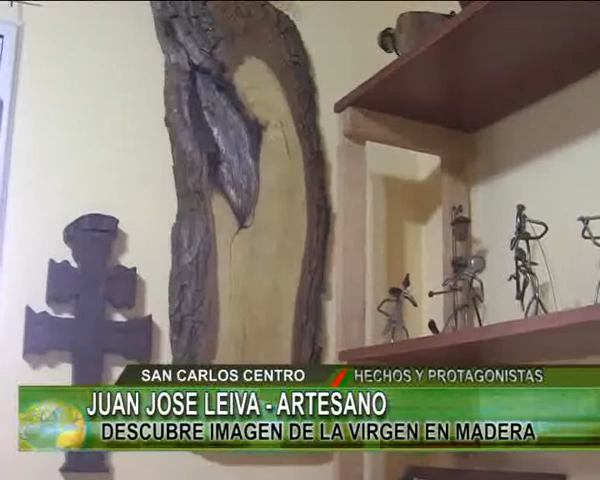 SAN CARLOS CENTRO
HECHOS Y PROTAGONISTAS
JUAN JOSE LEIVA - ARTESANO
DESCUBRE IMAGEN DE LA VIRGEN EN MADERA